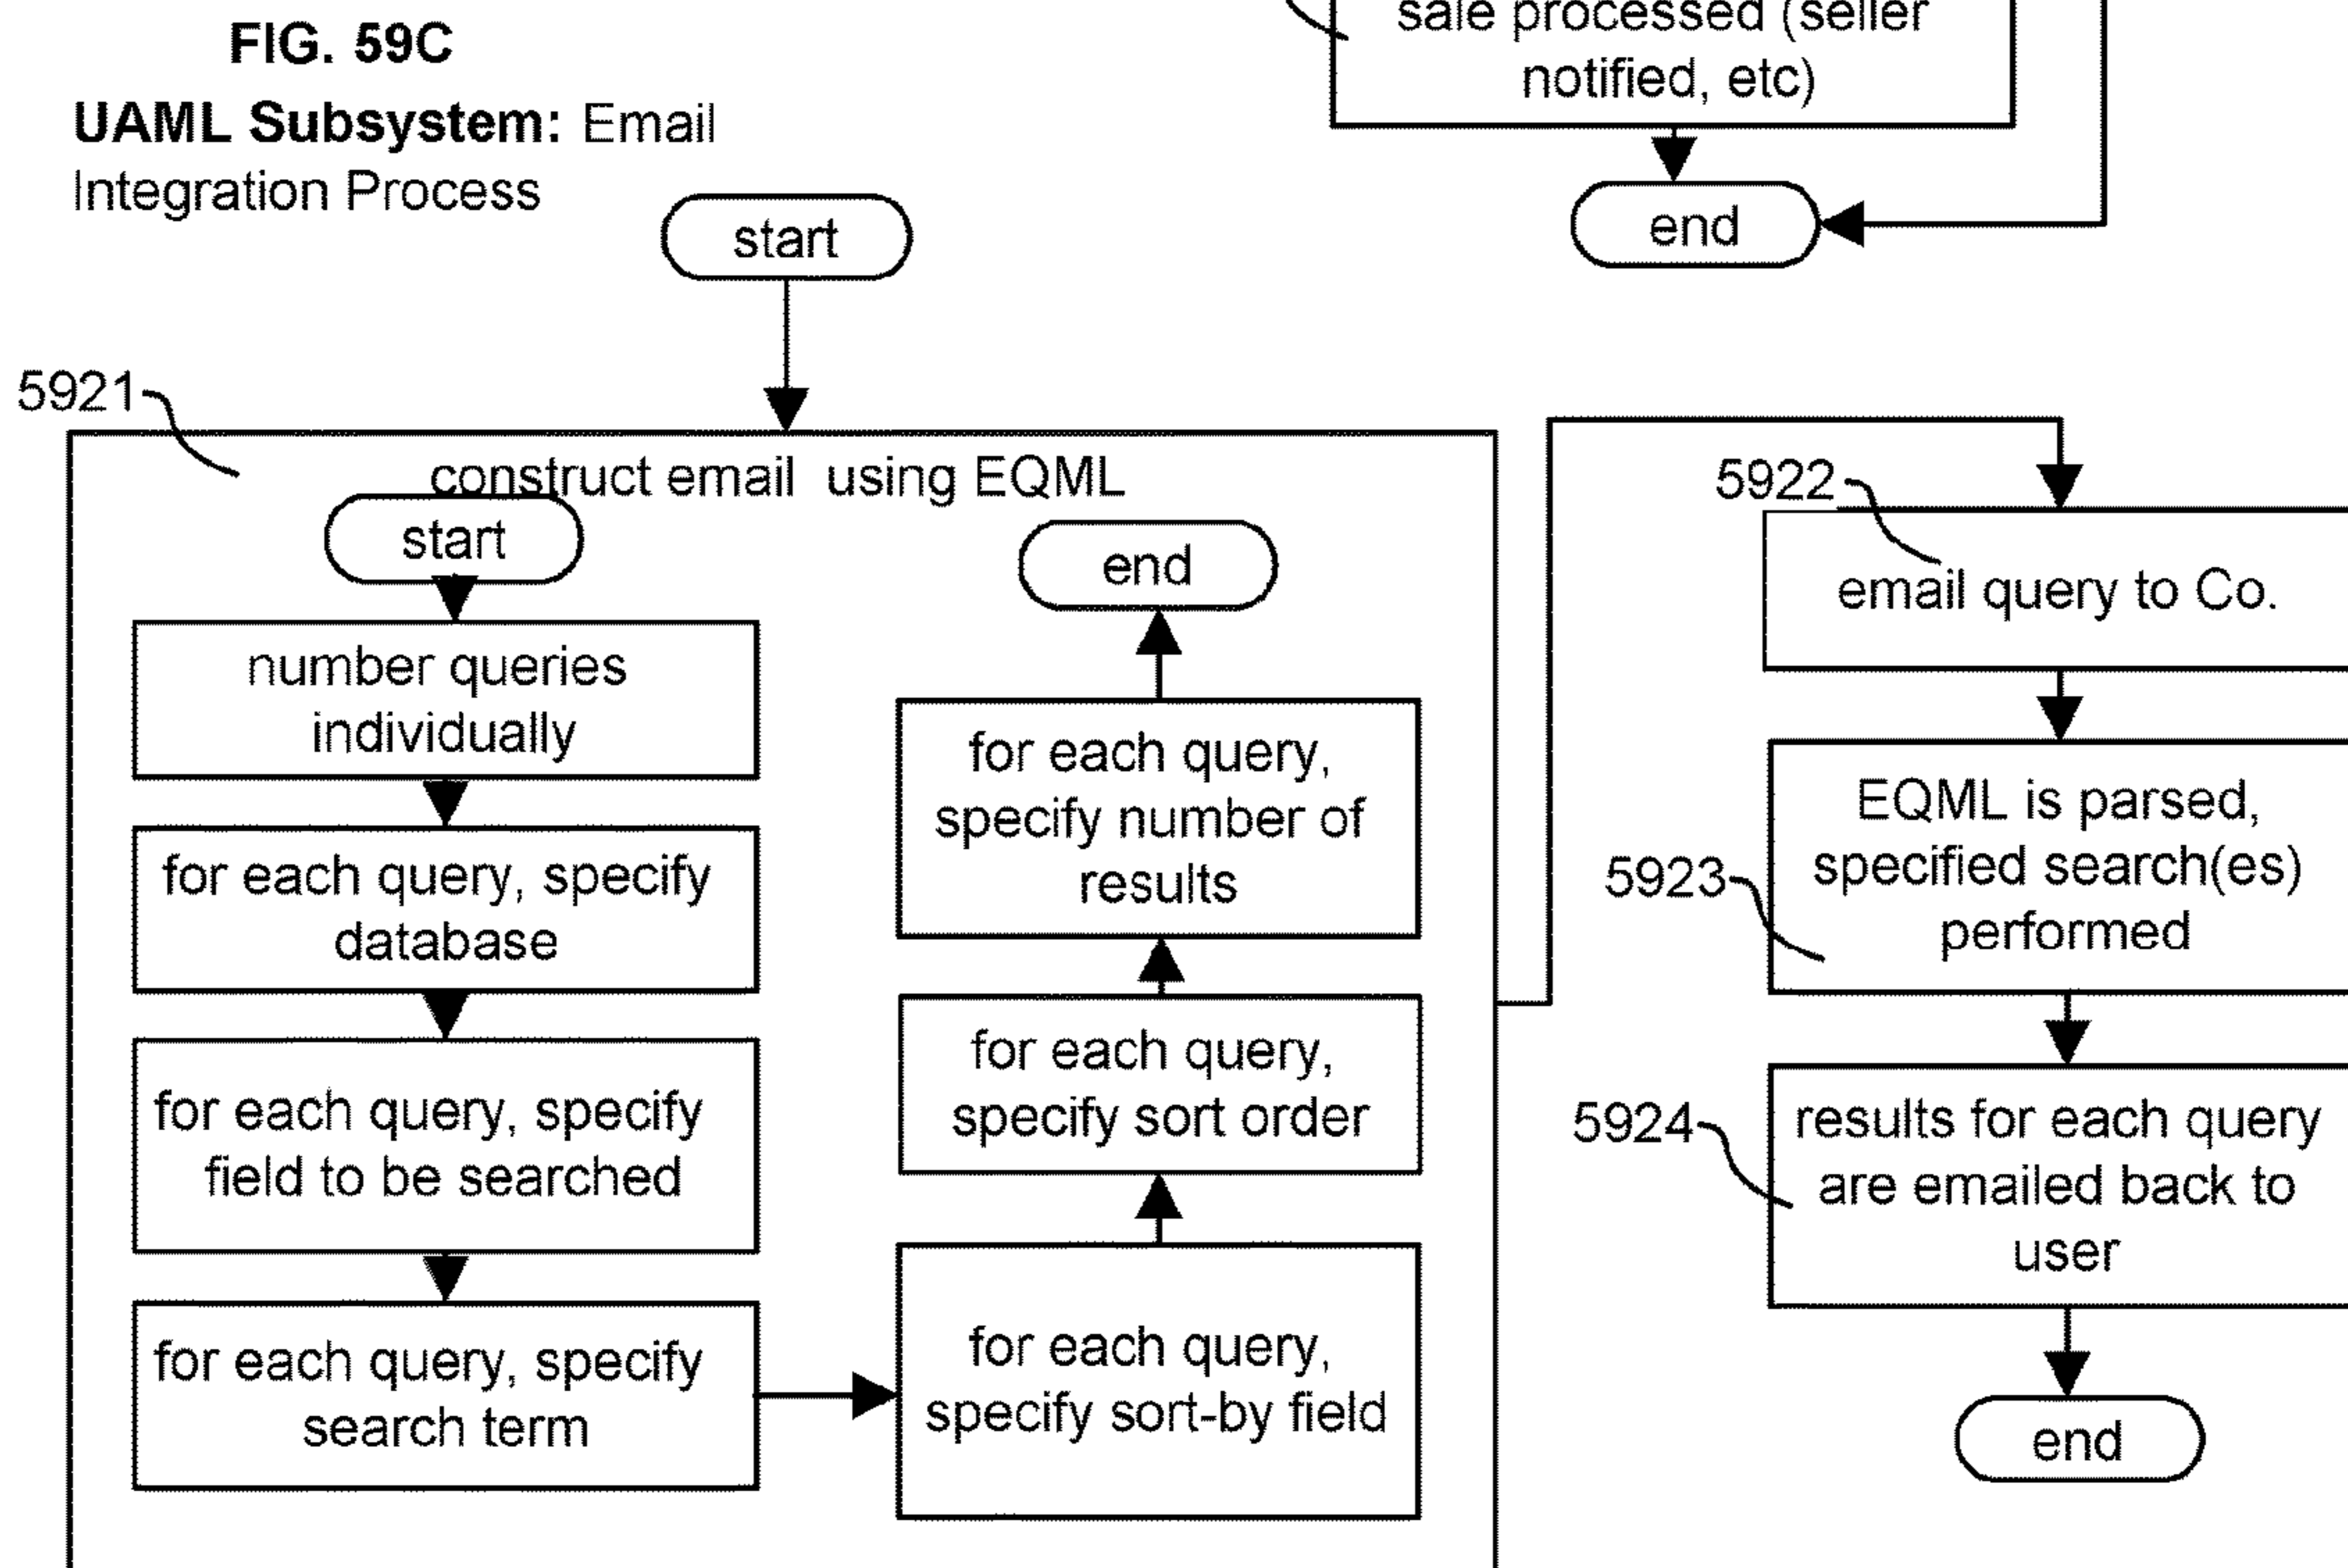 FIG. 59C
UAML Subsystem: Email
Integration Process
sale processed (seller
notified, etc)
end
start
5921
construct email using EQML
start
number queries
individually
for each query, specify
database
for each query, specify
field to be searched
for each query, specify
search term
for each query,
specify sort-by field
for each query,
specify sort order
for each query,
specify number of
results
end
5922
email query to Co.
5923
EQML is parsed,
specified search(es)
performed
5924
results for each query
are emailed back to
user
end